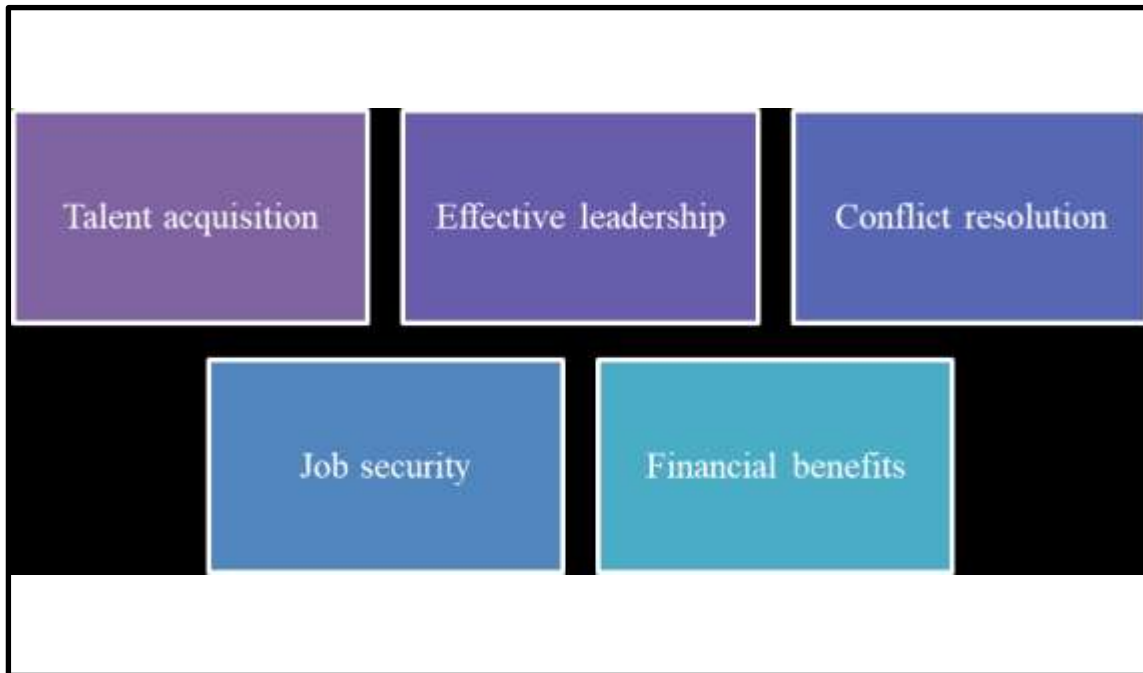 Talent acquisition
Effective leadership
Conflict resolution
Job security
Financial benefits